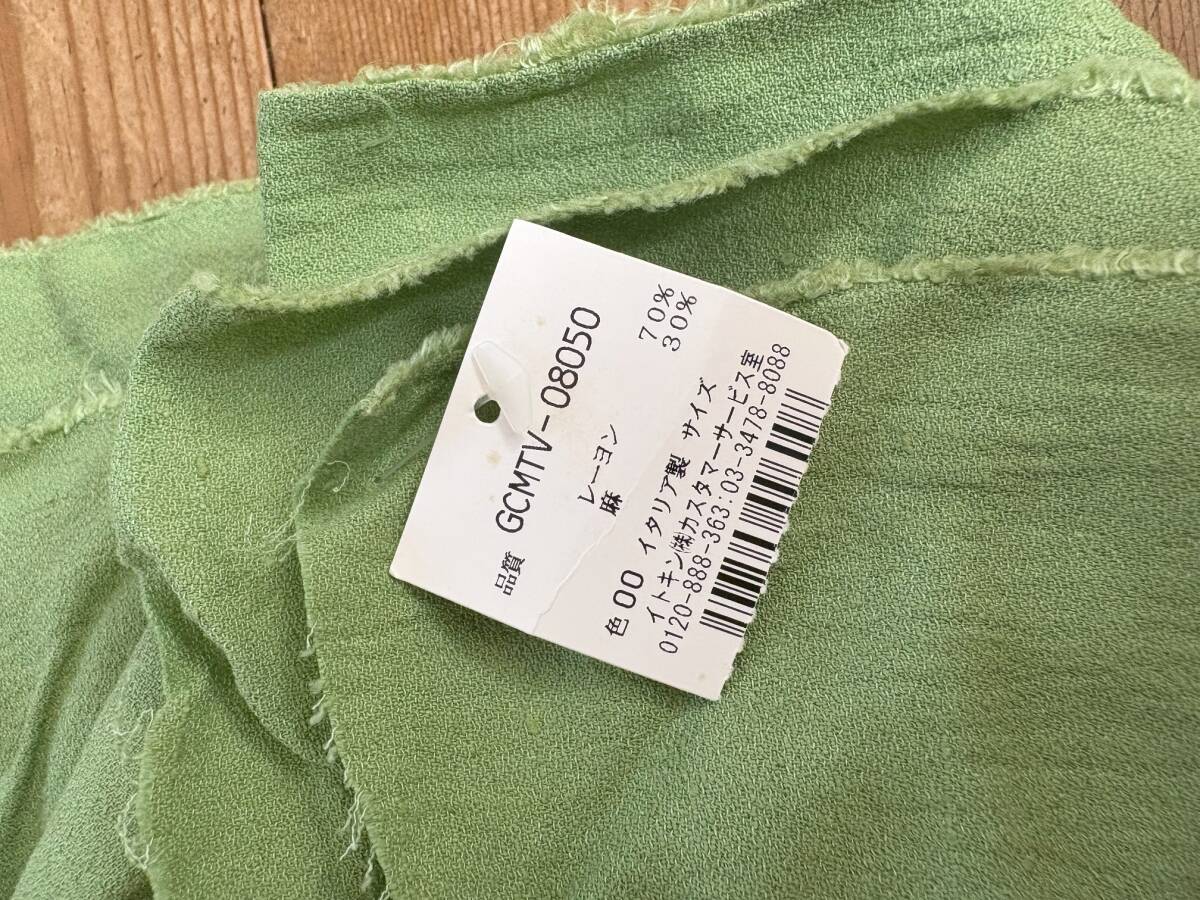 品質 GCMTV-08050
レーヨン 70%
麻 30%
色 00 イタリア製 サイズ
イトキン㈱カスタマーサービス室
0120-888-363:03-3478-8088